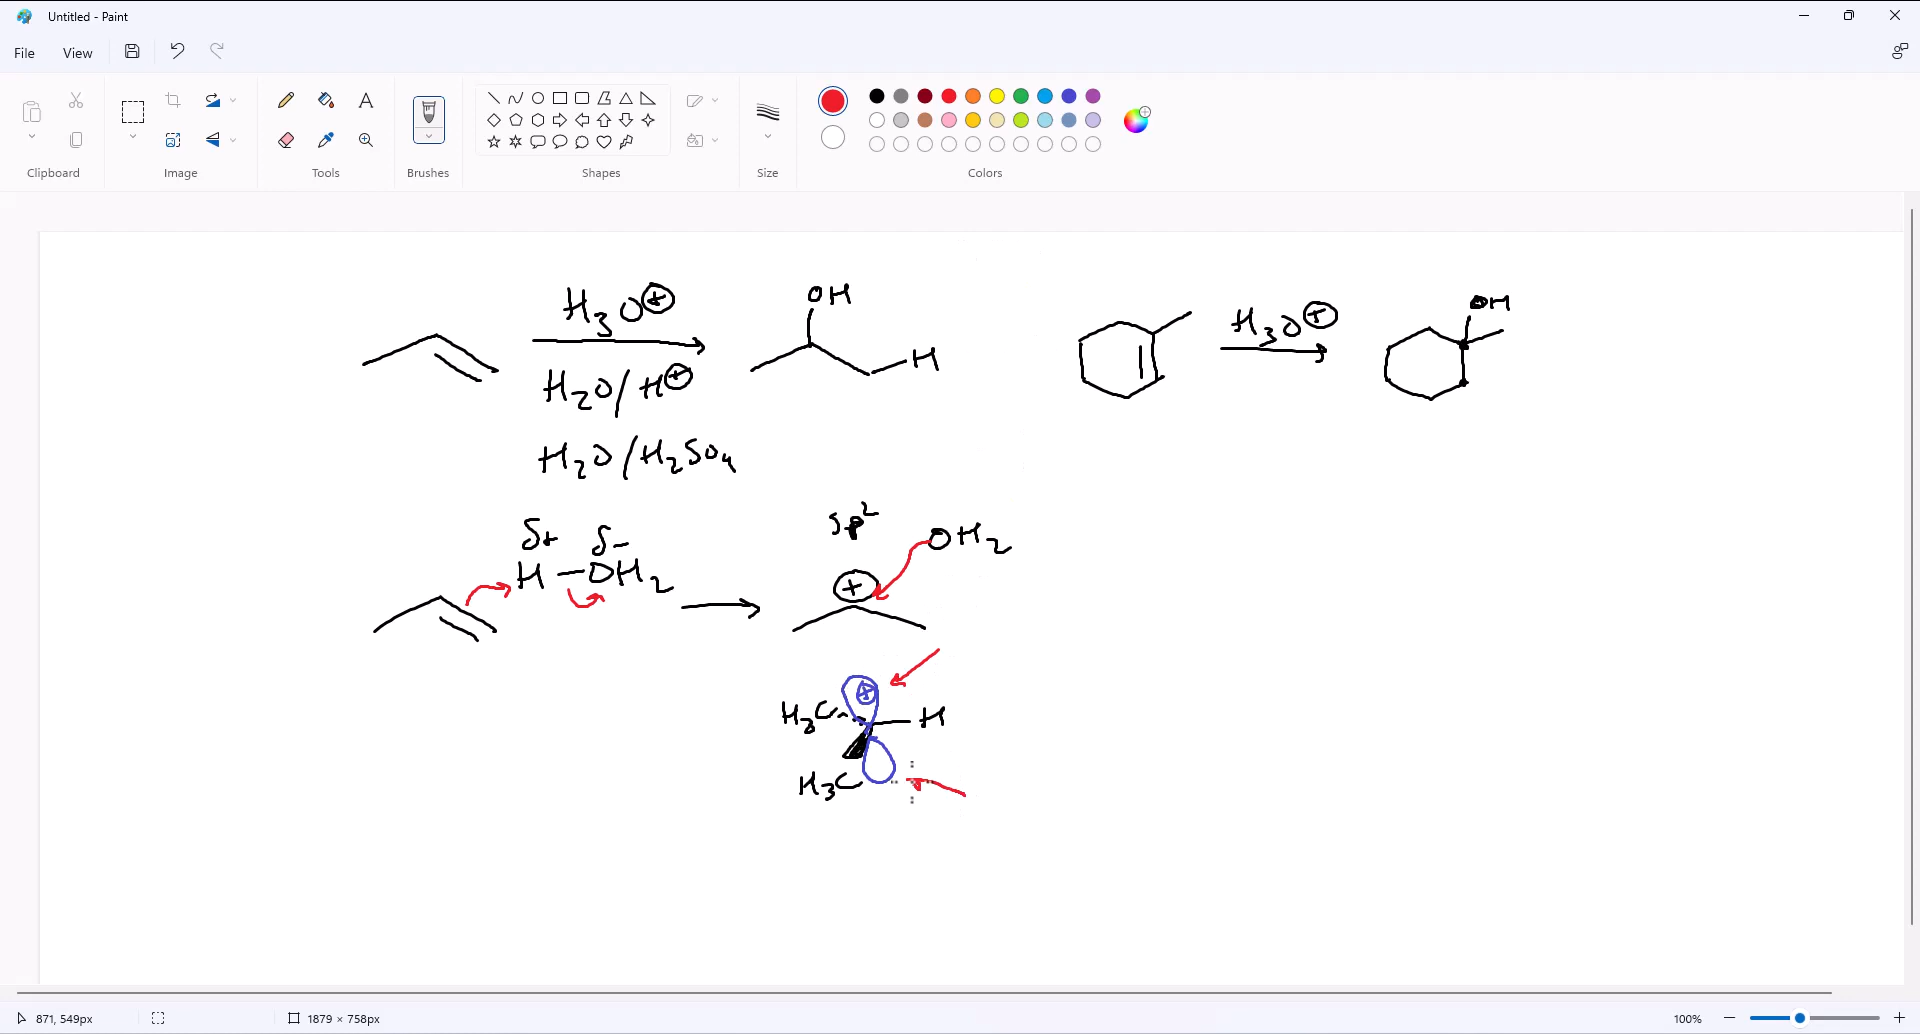 Untitled - Paint
File View
Clipboard Image Tools Brushes Shapes Size Colors
H3O⊕
OH
H
H2O/H⊕
H2O/H2SO4
H3O⊕
OH
δ+ δ-
H-OH2
sp2
OH2
⊕
⊕
H3C H
H3C
871, 549px 1879 × 758px 100%